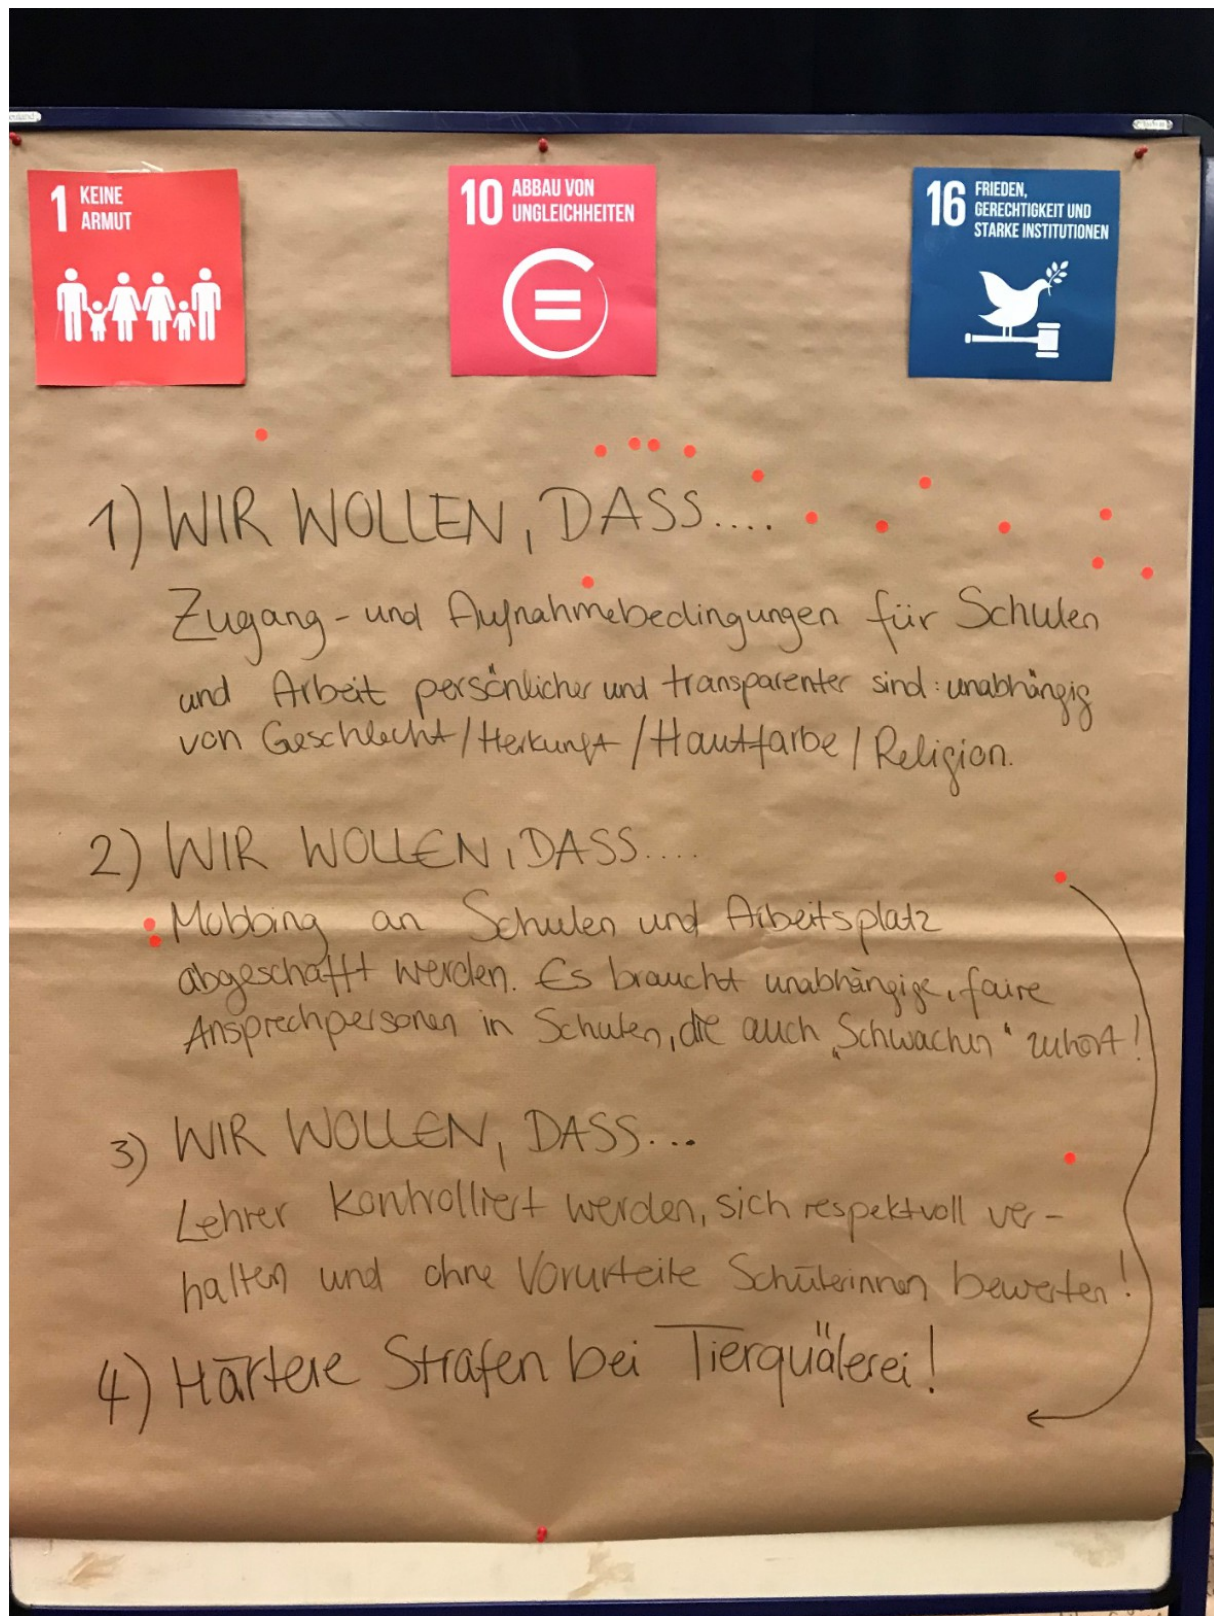 1 KEINE
ARMUT
10 ABBAU VON
UNGLEICHHEITEN
16 FRIEDEN,
GERECHTIGKEIT UND
STARKE INSTITUTIONEN
1) WIR WOLLEN, DASS....
Zugang- und Aufnahmebedingungen für Schulen
und Arbeit persönlicher und transparenter sind: unabhängig
von Geschlecht/Herkunft/Hautfarbe/Religion.
2) WIR WOLLEN, DASS....
Mobbing an Schulen und Arbeitsplatz
abgeschafft werden. Es braucht unabhängige, faire
Ansprechpersonen in Schulen, die auch „Schwachen“ zuhört!
3) WIR WOLLEN, DASS...
Lehrer kontrolliert werden, sich respektvoll ver-
halten und ohne Vorurteile Schülerinnen bewerten!
4) Härtere Strafen bei Tierquälerei!